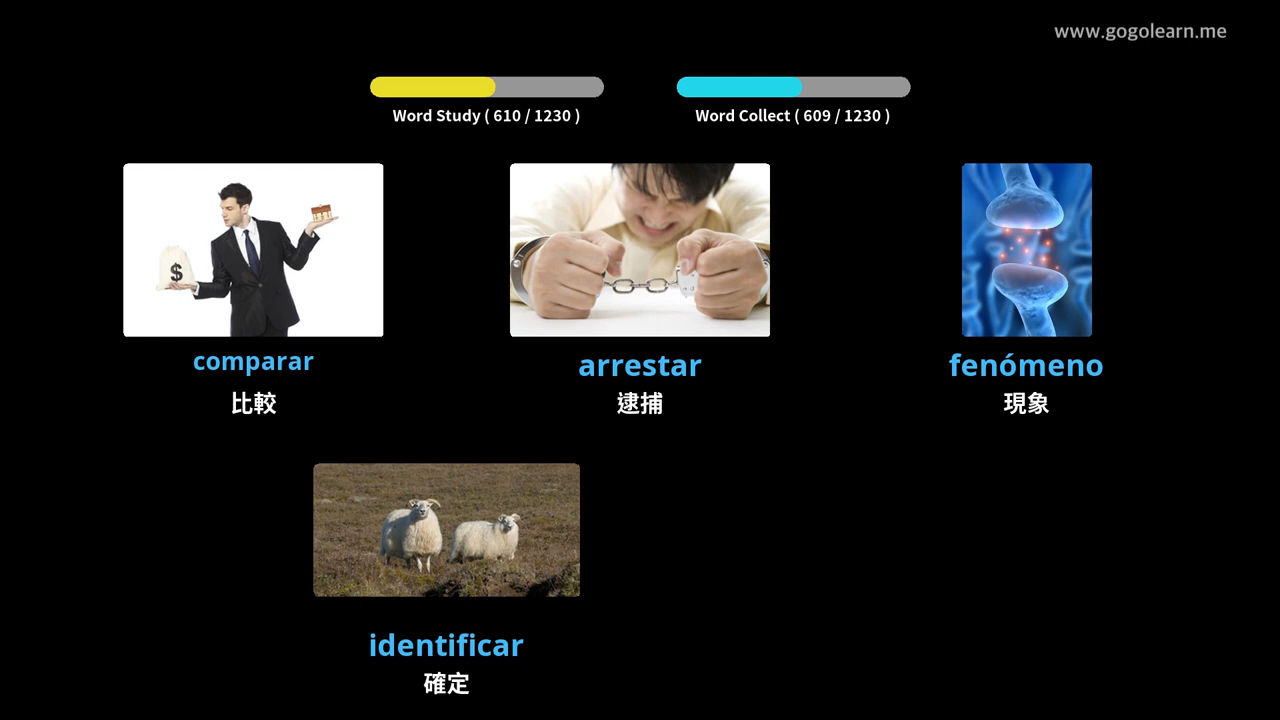 www.gogolearn.me
Word Study ( 610 / 1230 )
Word Collect ( 609 / 1230 )
$
comparar
比較
arrestar
逮捕
fenómeno
現象
identificar
確定